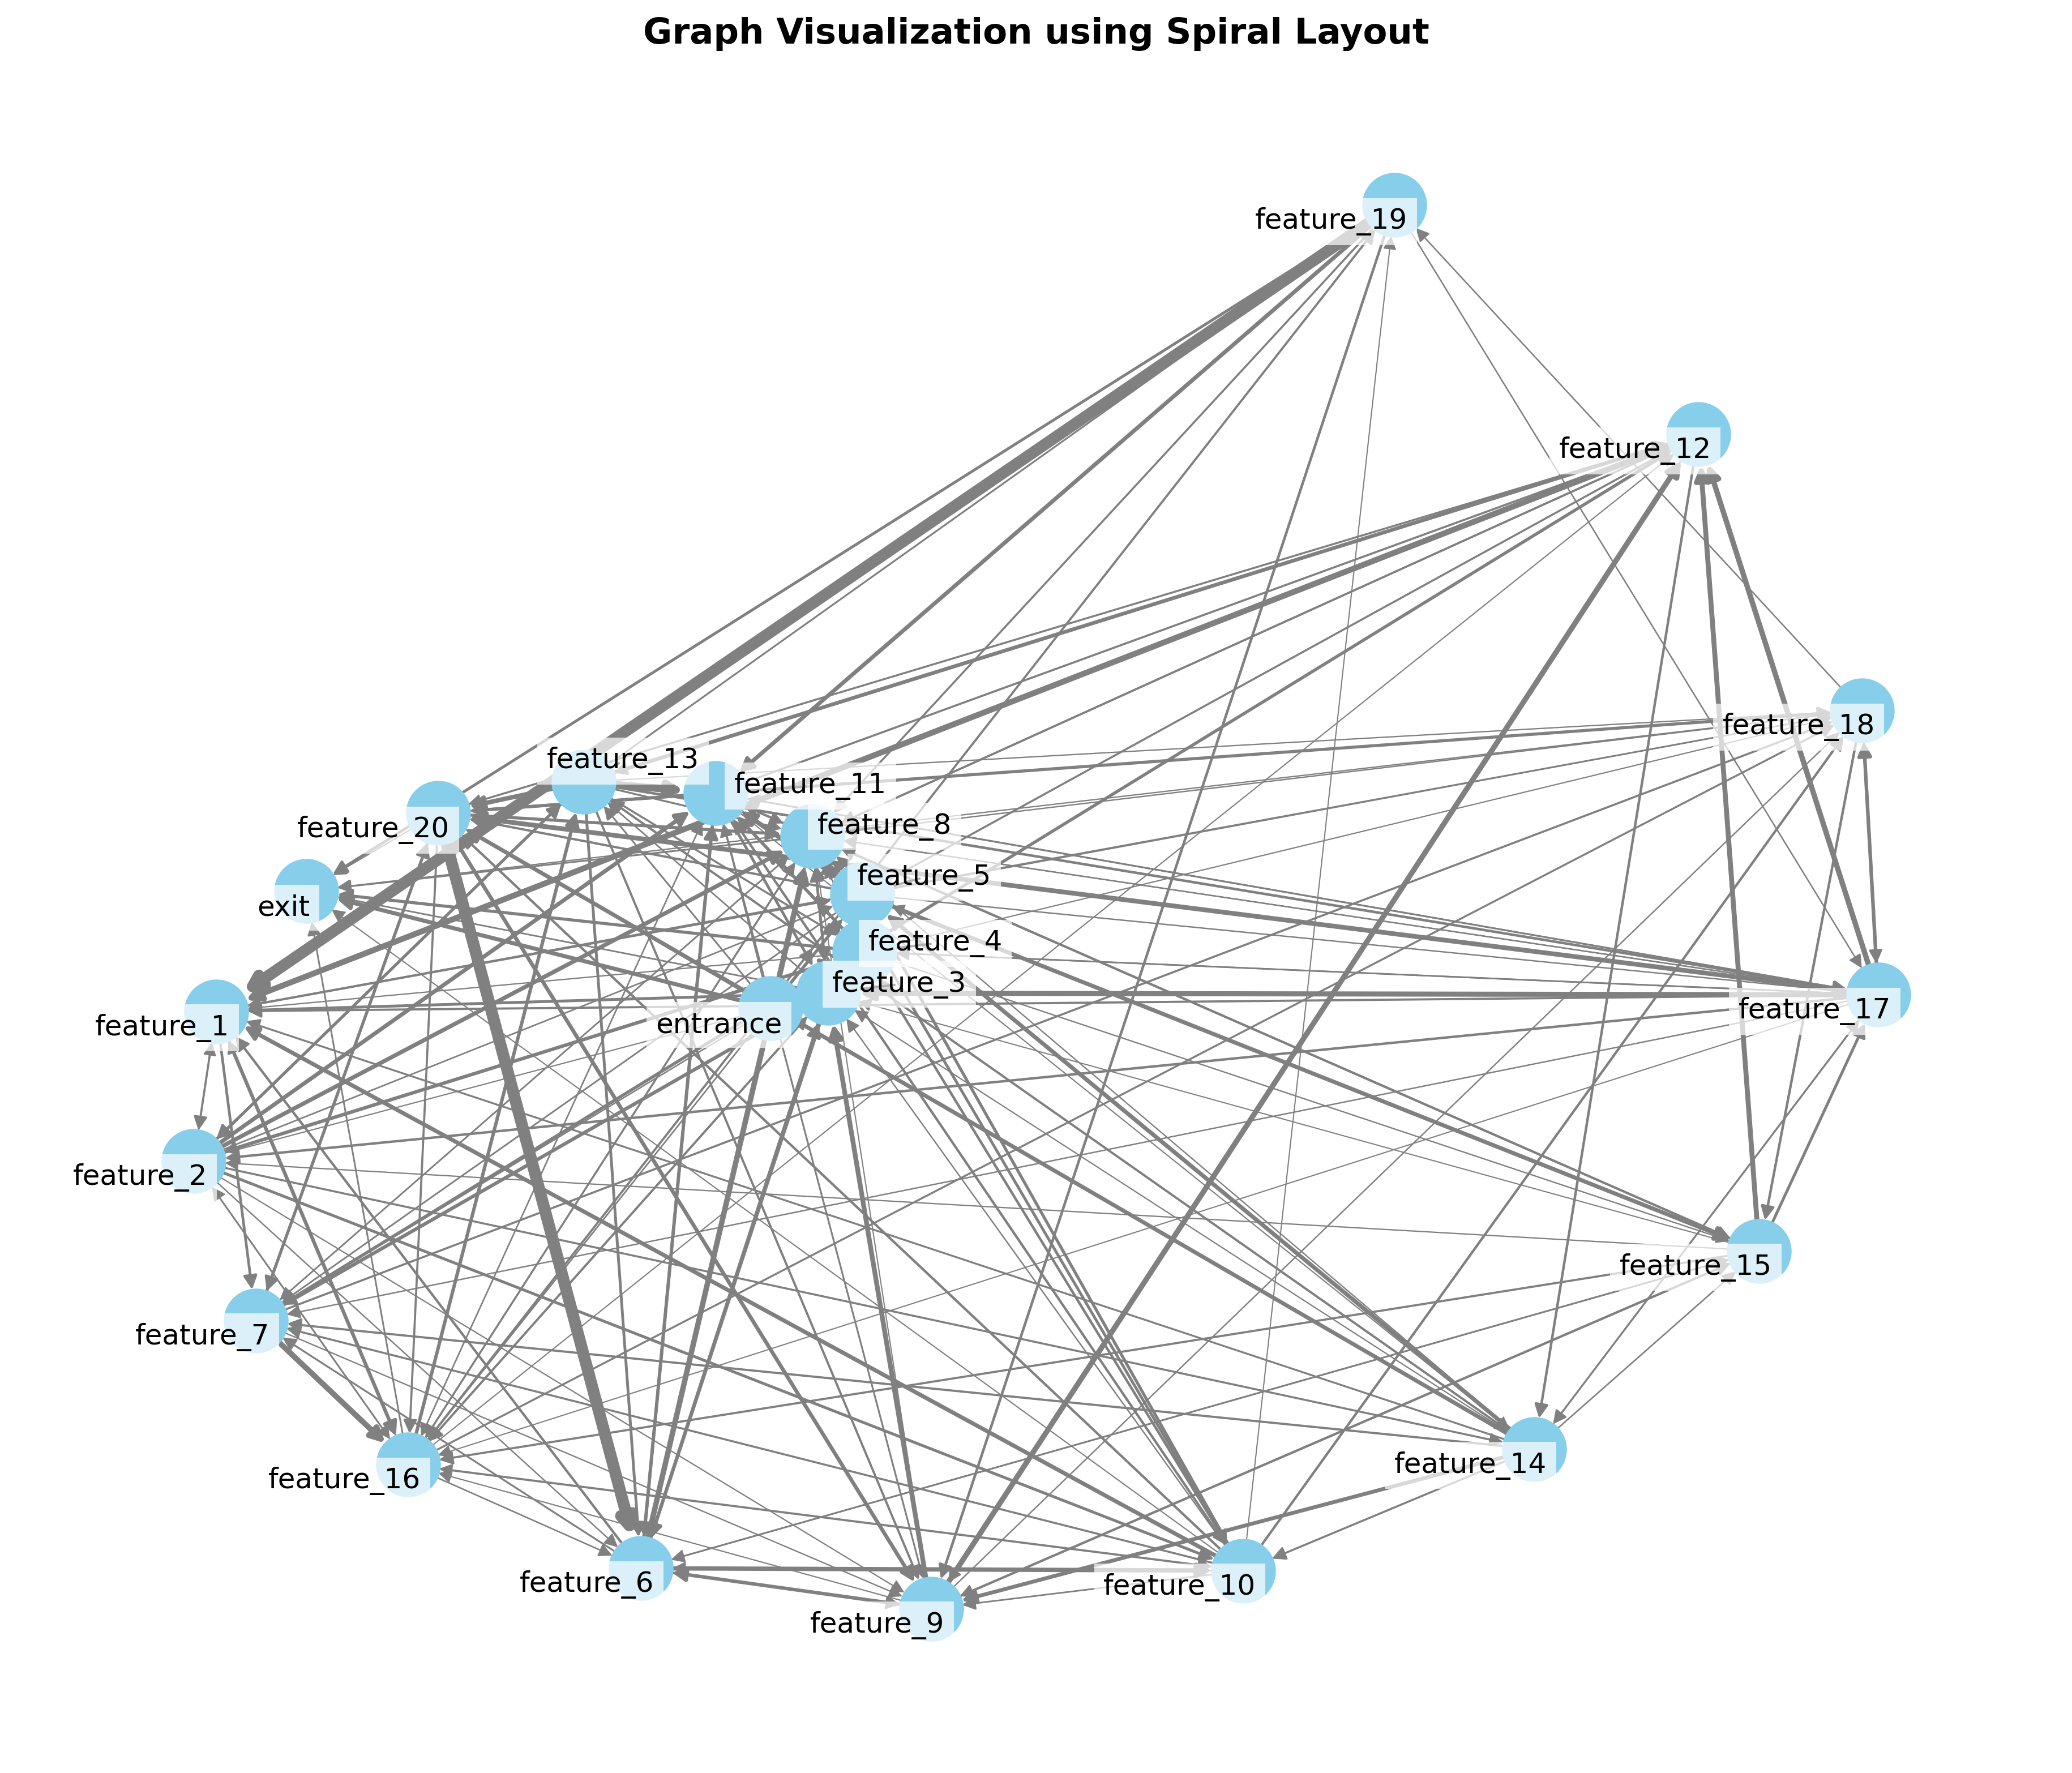 Graph Visualization using Spiral Layout
feature_19
feature_12
feature_18
feature_13
feature_11
feature_20
feature_8
feature_5
exit
feature_4
feature_3
feature_17
entrance
feature_1
feature_2
feature_15
feature_7
feature_14
feature_16
feature_6
feature_10
feature_9